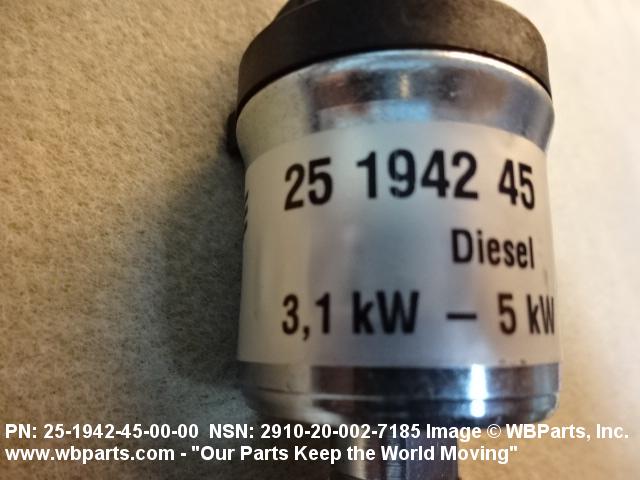 25 1942 45
Diesel
3,1 kW – 5 kW
PN: 25-1942-45-00-00 NSN: 2910-20-002-7185 Image © WBParts, Inc.
www.wbparts.com - "Our Parts Keep the World Moving"